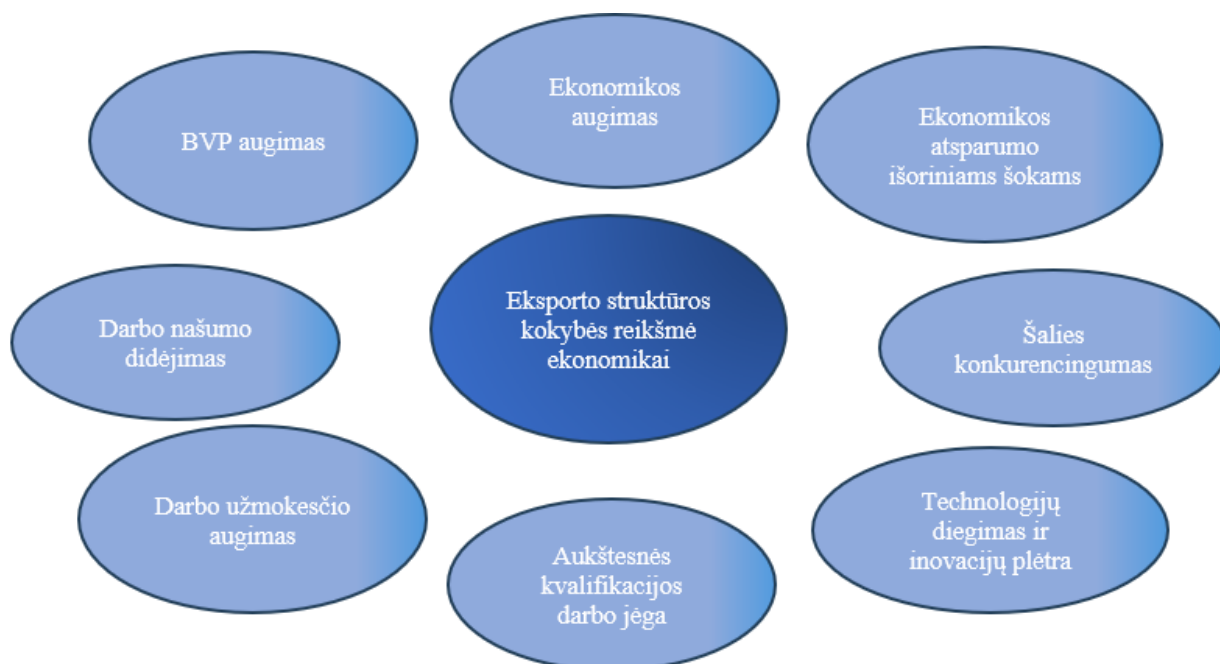 BVP augimas
Ekonomikos
augimas
Ekonomikos
atsparumo
išoriniams šokams
Darbo našumo
didėjimas
Eksporto struktūros
kokybės reikšmė
ekonomikai
Šalies
konkurencingumas
Darbo užmokesčio
augimas
Aukštesnės
kvalifikacijos
darbo jėga
Technologijų
diegimas ir
inovacijų plėtra